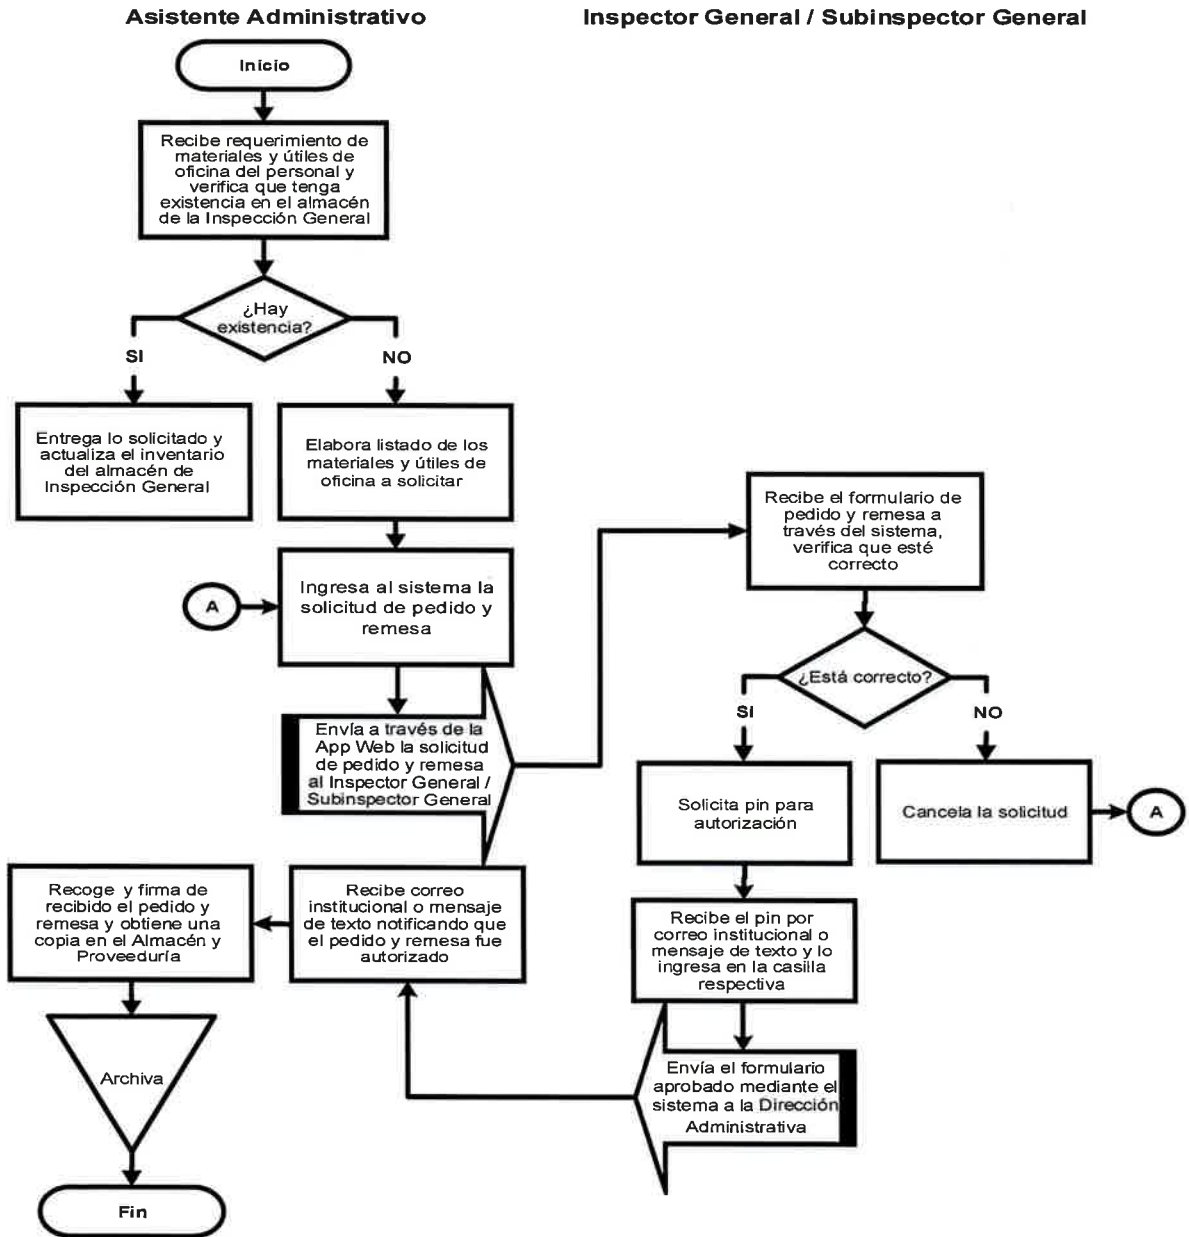 Asistente Administrativo
Inspector General / Subinspector General
Inicio
Recibe requerimiento de
materiales y útiles de
oficina del personal y
verifica que tenga
existencia en el almacén
de la Inspección General
¿Hay
existencia?
SI
NO
Entrega lo solicitado y
actualiza el inventario
del almacén de
Inspección General
Elabora listado de los
materiales y útiles de
oficina a solicitar
A
Ingresa al sistema la
solicitud de pedido y
remesa
Envía a través de la
App Web la solicitud
de pedido y remesa
al Inspector General /
Subinspector General
Recibe el formulario de
pedido y remesa a
través del sistema,
verifica que esté
correcto
¿Está correcto?
SI
NO
Solicita pin para
autorización
Cancela la solicitud
A
Recibe el pin por
correo institucional o
mensaje de texto y lo
ingresa en la casilla
respectiva
Envía el formulario
aprobado mediante el
sistema a la Dirección
Administrativa
Recibe correo
institucional o mensaje
de texto notificando que
el pedido y remesa fue
autorizado
Recoge y firma de
recibido el pedido y
remesa y obtiene una
copia en el Almacén y
Proveeduría
Archiva
Fin